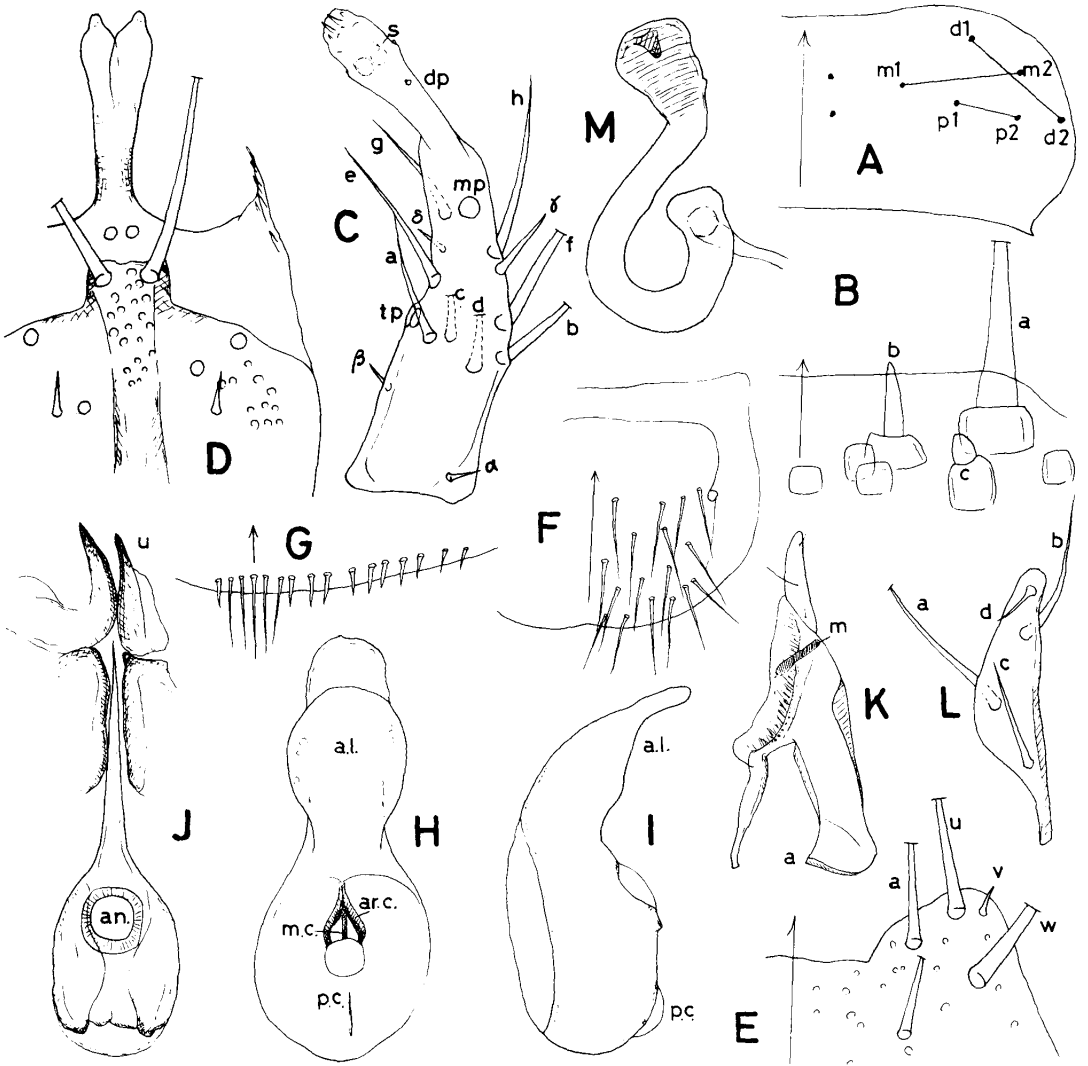 s
dp
h
g
e
mp
C
δ
a
γ
f
c
d
tp
b
β
α
D
M
A
d1
m1
m2
p1
p2
d2
B
a
b
c
G
u
F
J
an.
a.l.
H
ar.c.
m.c.
p.c.
a.l.
I
p.c.
m
K
a
b
a
d
c
L
u
a
v
w
E